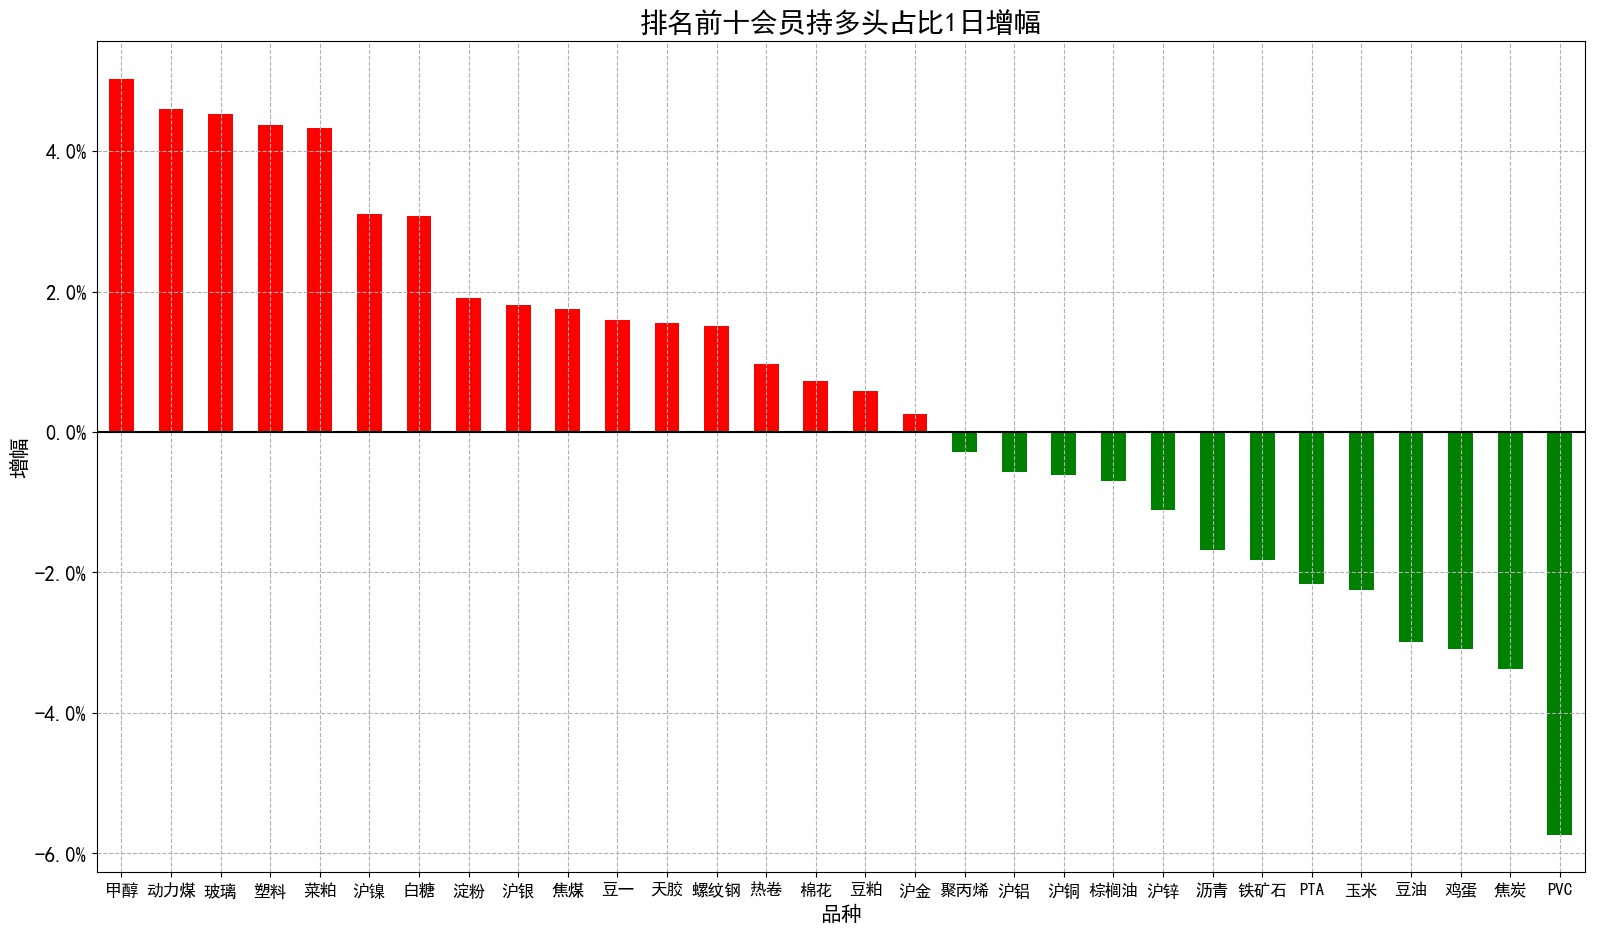 排名前十会员持多头占比1日增幅
增幅
4.0%
2.0%
0.0%
-2.0%
-4.0%
-6.0%
甲醇 动力煤 玻璃 塑料 菜粕 沪镍 白糖 淀粉 沪银 焦煤 豆一 天胶 螺纹钢 热卷 棉花 豆粕 沪金 聚丙烯 沪铝 沪铜 棕榈油 沪锌 沥青 铁矿石 PTA 玉米 豆油 鸡蛋 焦炭 PVC
品种